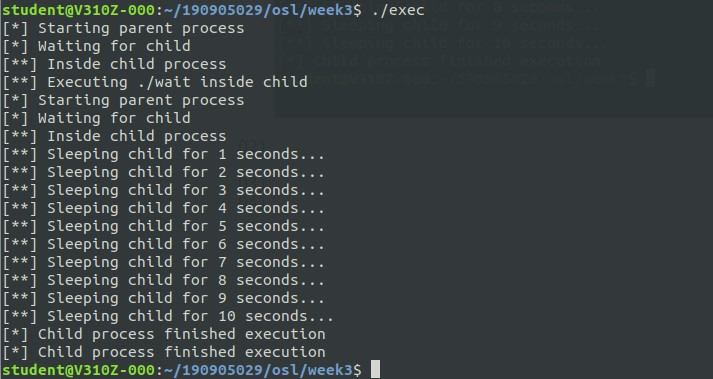 student@V310Z-000:~/190905029/osl/week3$ ./exec
[*] Starting parent process
[*] Waiting for child
[**] Inside child process
[**] Executing ./wait inside child
[*] Starting parent process
[*] Waiting for child
[**] Inside child process
[**] Sleeping child for 1 seconds...
[**] Sleeping child for 2 seconds...
[**] Sleeping child for 3 seconds...
[**] Sleeping child for 4 seconds...
[**] Sleeping child for 5 seconds...
[**] Sleeping child for 6 seconds...
[**] Sleeping child for 7 seconds...
[**] Sleeping child for 8 seconds...
[**] Sleeping child for 9 seconds...
[**] Sleeping child for 10 seconds...
[*] Child process finished execution
[*] Child process finished execution
student@V310Z-000:~/190905029/osl/week3$